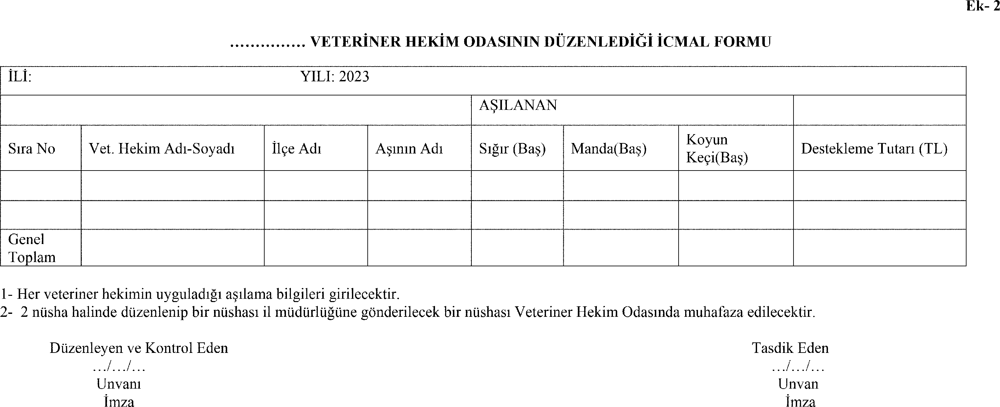 Ek- 2
............... VETERİNER HEKİM ODASININ DÜZENLEDİĞİ İCMAL FORMU
İLİ: YILI: 2023
AŞILANAN
Sıra No Vet. Hekim Adı-Soyadı İlçe Adı Aşının Adı Sığır (Baş) Manda(Baş) Koyun Keçi(Baş) Destekleme Tutarı (TL)
Genel
Toplam
1- Her veteriner hekimin uyguladığı aşılama bilgileri girilecektir.
2- 2 nüsha halinde düzenlenip bir nüshası il müdürlüğüne gönderilecek bir nüshası Veteriner Hekim Odasında muhafaza edilecektir.
Düzenleyen ve Kontrol Eden Tasdik Eden
…/…/… …/…/…
Unvanı Unvan
İmza İmza